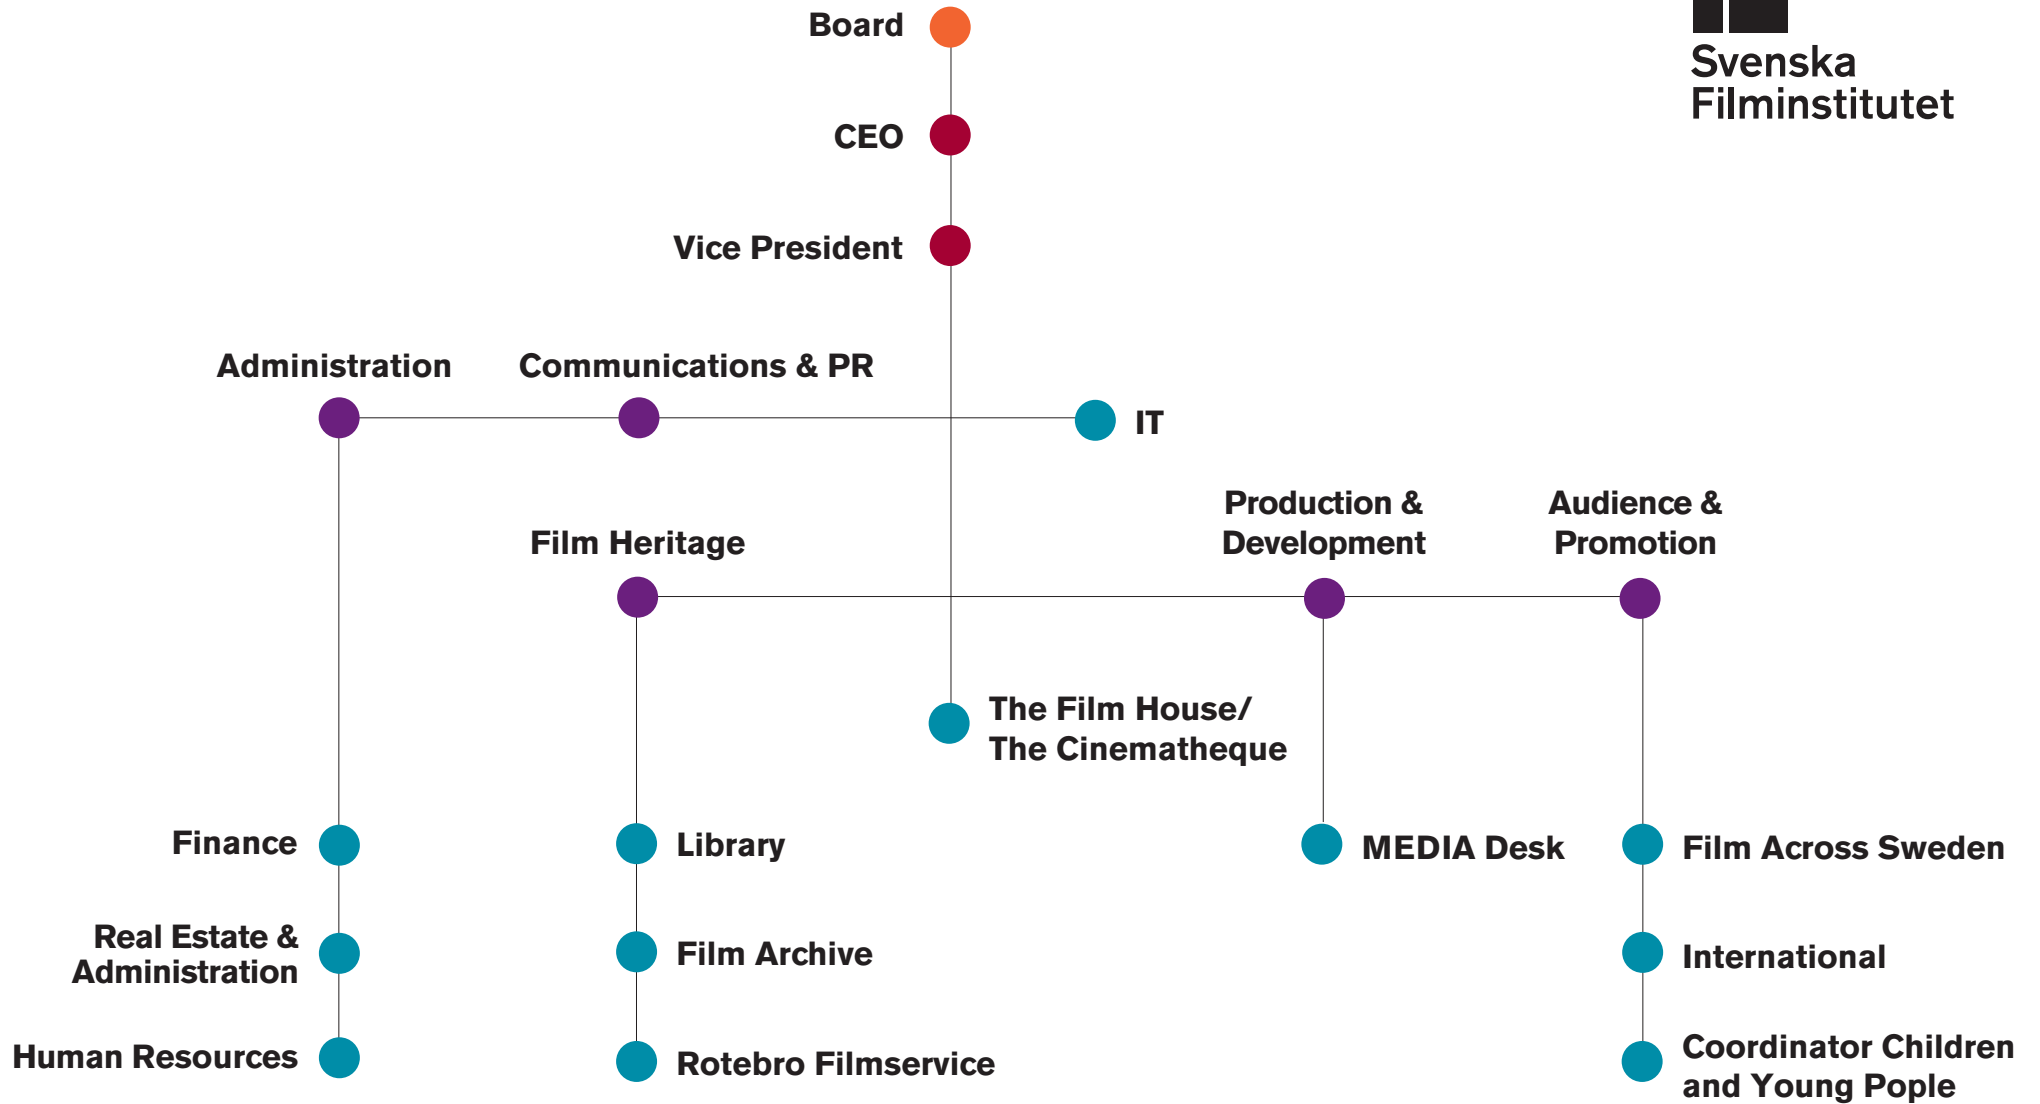 Board
Svenska
Filminstitutet
CEO
Vice President
Administration
Communications & PR
IT
Production &
Development
Audience &
Promotion
Film Heritage
The Film House/
The Cinematheque
Finance
Library
MEDIA Desk
Film Across Sweden
Real Estate &
Administration
Film Archive
International
Human Resources
Rotebro Filmservice
Coordinator Children
and Young Pople